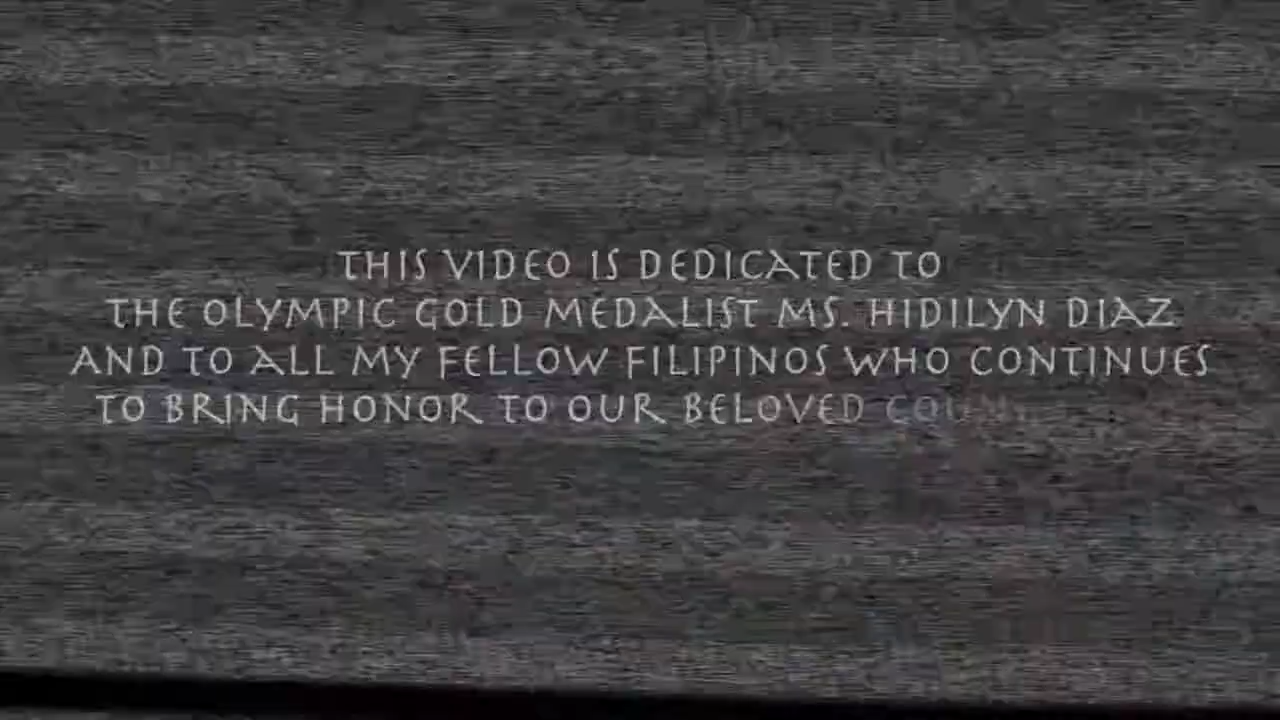 THIS VIDEO IS DEDICATED TO
THE OLYMPIC GOLD MEDALIST MS. HIDILYN DIAZ
AND TO ALL MY FELLOW FILIPINOS WHO CONTINUES
TO BRING HONOR TO OUR BELOVED